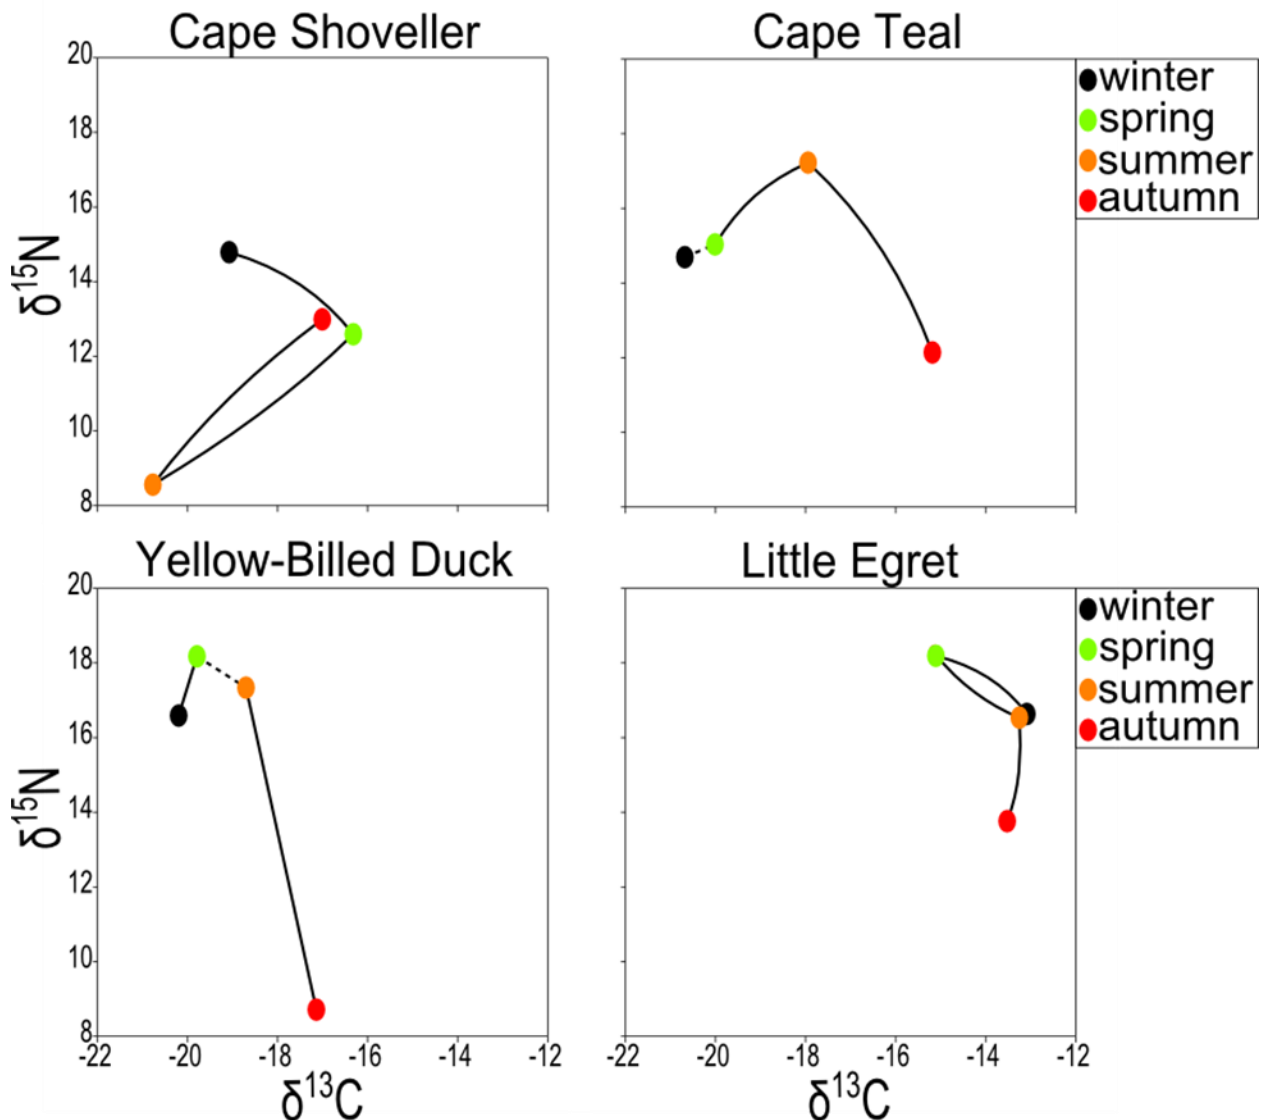 Cape Shoveller
Cape Teal
20
18
16
14
12
10
8
δ15N
winter
spring
summer
autumn
Yellow-Billed Duck
Little Egret
20
18
16
14
12
10
8
δ15N
winter
spring
summer
autumn
-22 -20 -18 -16 -14 -12
-22 -20 -18 -16 -14 -12
δ13C
δ13C